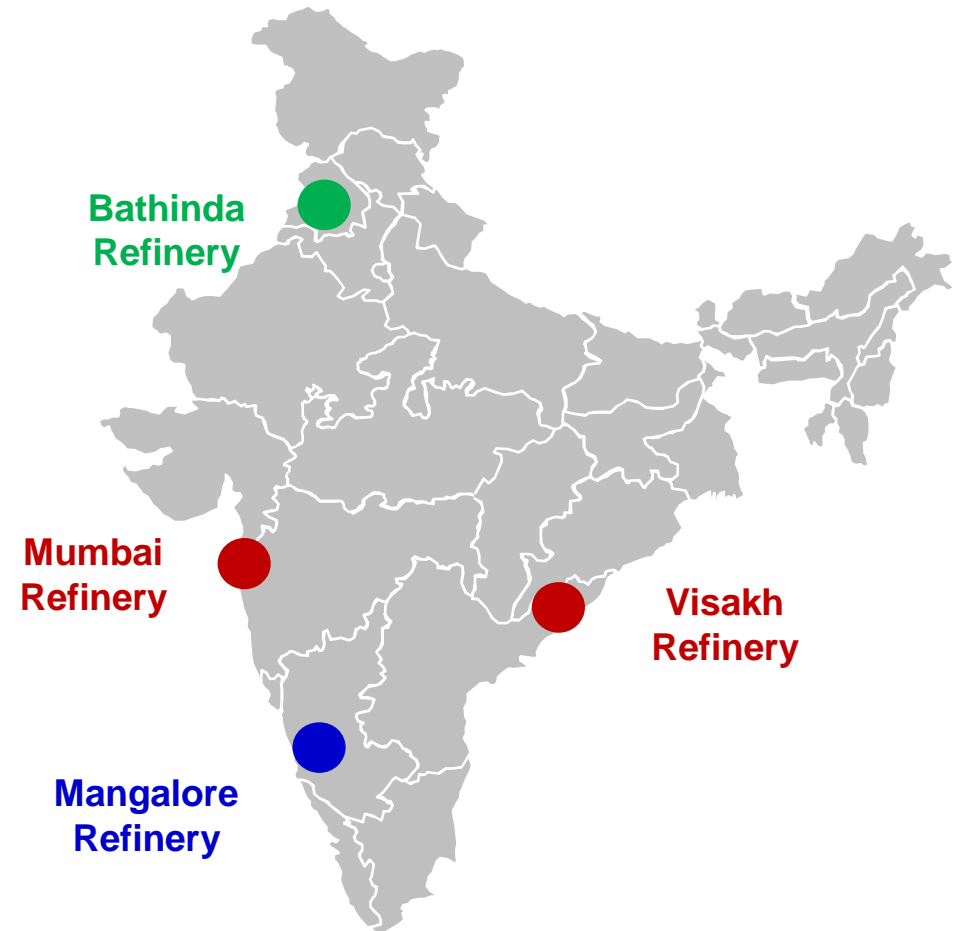 Bathinda
Refinery
Mumbai
Refinery
Visakh
Refinery
Mangalore
Refinery